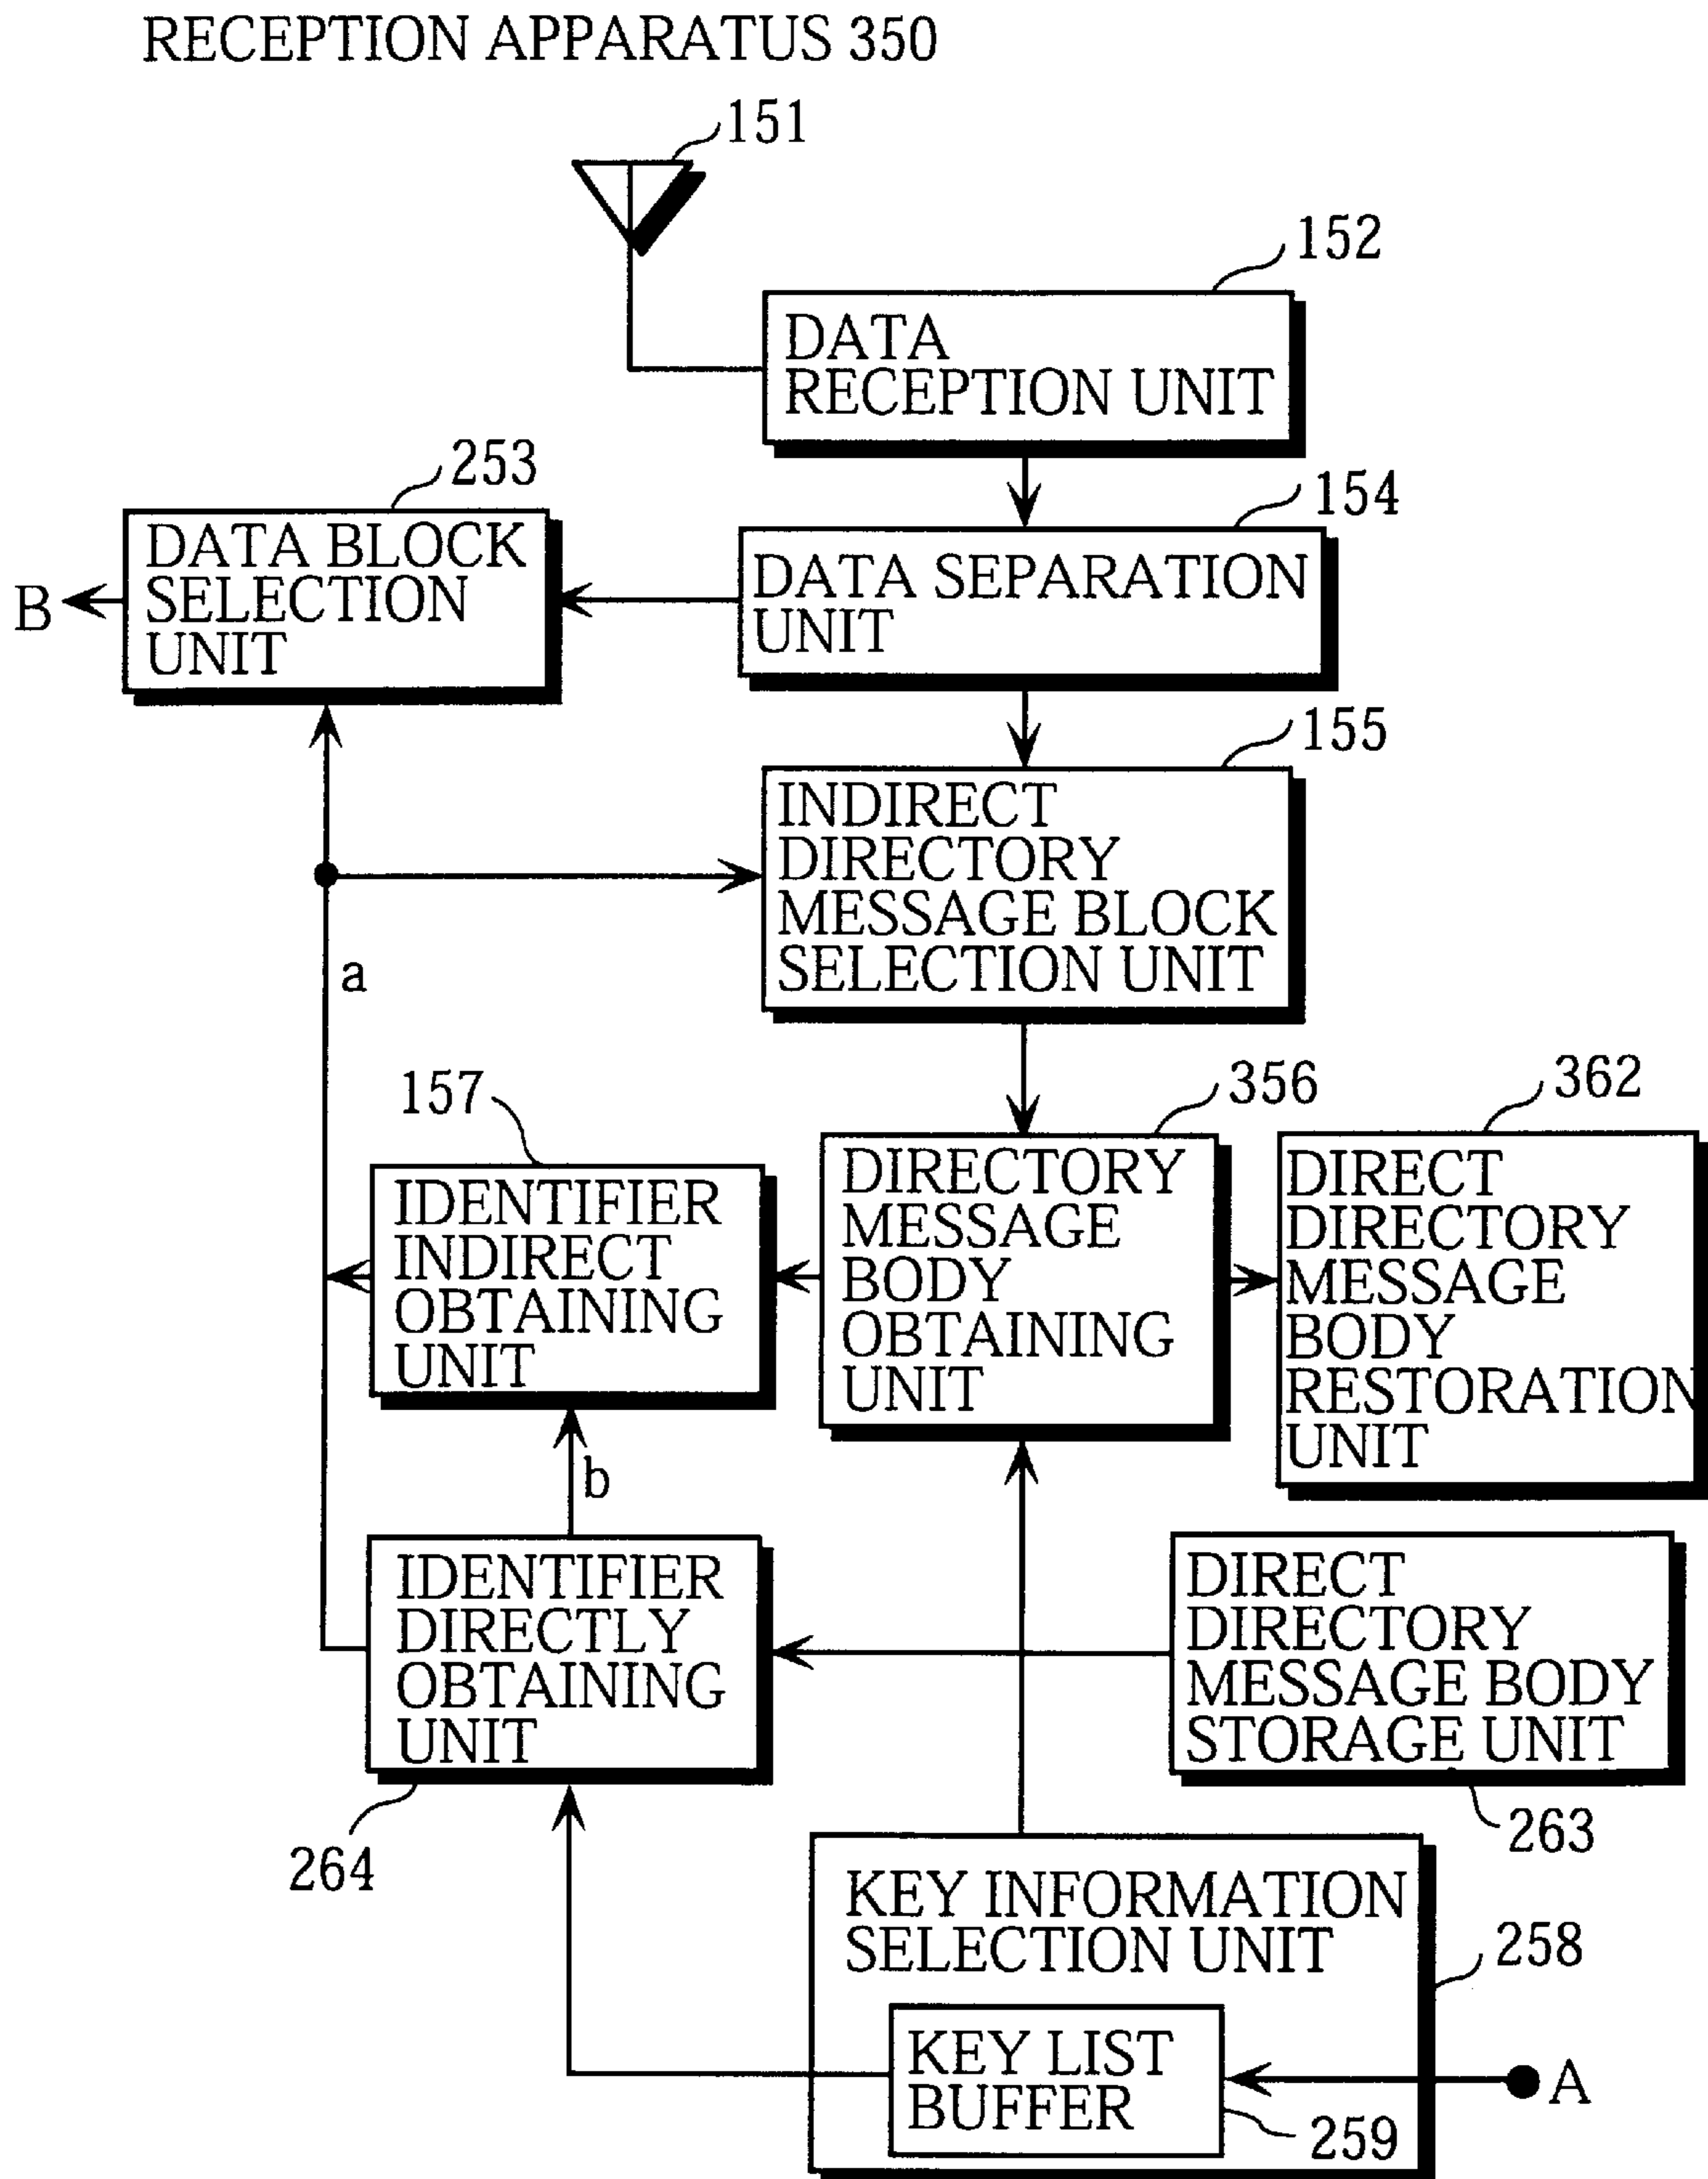 RECEPTION APPARATUS 350
151
152
DATA
RECEPTION UNIT
253
DATA BLOCK
SELECTION
UNIT
B
154
DATA SEPARATION
UNIT
155
INDIRECT
DIRECTORY
MESSAGE BLOCK
SELECTION UNIT
a
157
IDENTIFIER
INDIRECT
OBTAINING
UNIT
356
DIRECTORY
MESSAGE
BODY
OBTAINING
UNIT
362
DIRECT
DIRECTORY
MESSAGE
BODY
RESTORATION
UNIT
b
IDENTIFIER
DIRECTLY
OBTAINING
UNIT
264
DIRECT
DIRECTORY
MESSAGE BODY
STORAGE UNIT
263
KEY INFORMATION
SELECTION UNIT
258
KEY LIST
BUFFER
259
A